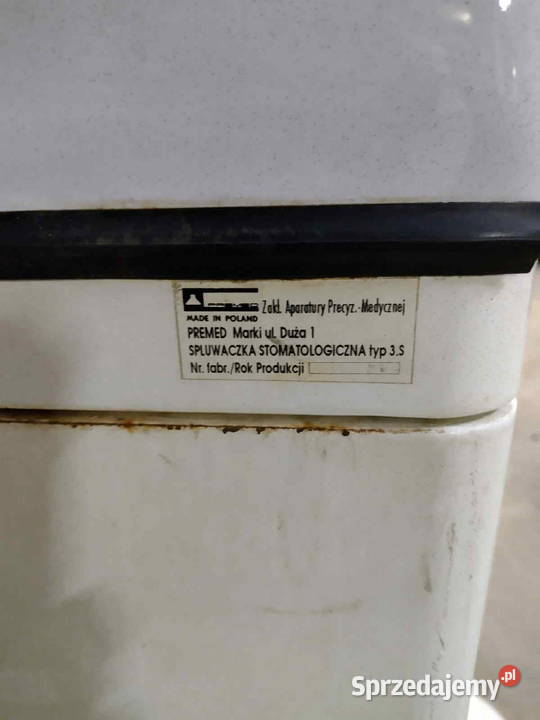 Zakł. Aparatury Precyz.-Medycznej
MADE IN POLAND
PREMED Marki ul. Duża 1
SPLUWACZKA STOMATOLOGICZNA typ 3.S
Nr. fabr./Rok Produkcji
Sprzedajemy.pl